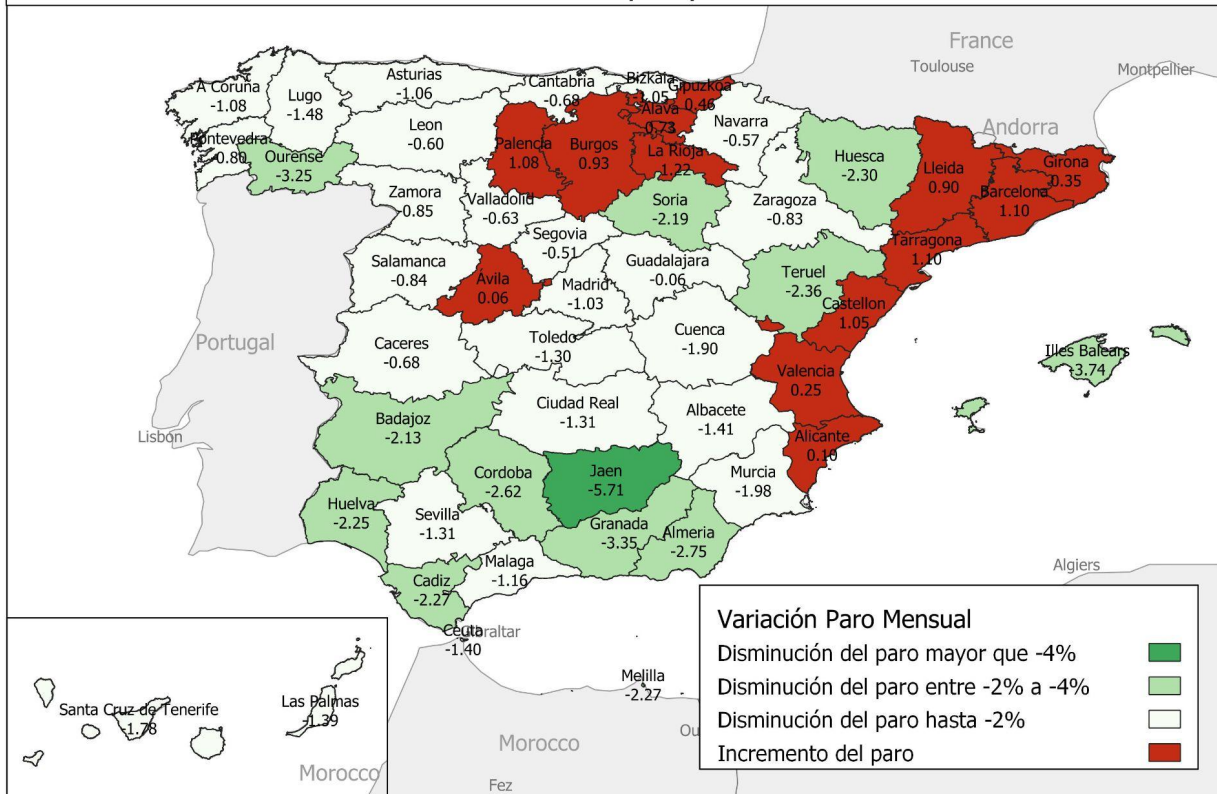 France
Toulouse
Montpellier
Andorra
A Coruña
-1.08
Lugo
-1.48
Asturias
-1.06
Cantabria
-0.68
Bizkaia
Gipuzkoa
0.46
Alava
0.73
Navarra
-0.57
Pontevedra
-0.80
Ourense
-3.25
Leon
-0.60
Palencia
1.08
Burgos
0.93
La Rioja
1.22
Huesca
-2.30
Lleida
0.90
Girona
0.35
Barcelona
1.10
Zamora
-0.85
Valladolid
-0.63
Soria
-2.19
Zaragoza
-0.83
Tarragona
1.10
Segovia
-0.51
Salamanca
-0.84
Ávila
0.06
Madrid
-1.03
Guadalajara
-0.06
Teruel
-2.36
Castellon
1.05
Portugal
Caceres
-0.68
Toledo
-1.30
Cuenca
-1.90
Valencia
0.25
Illes Balears
-3.74
Lisbon
Badajoz
-2.13
Ciudad Real
-1.31
Albacete
-1.41
Alicante
0.10
Cordoba
-2.62
Jaen
-5.71
Murcia
-1.98
Huelva
-2.25
Sevilla
-1.31
Granada
-3.35
Almeria
-2.75
Malaga
-1.16
Cadiz
-2.27
Algiers
Ceuta
-1.40
Gibraltar
Melilla
-2.27
Santa Cruz de Tenerife
-1.78
Las Palmas
-1.39
Morocco
Morocco
Fez
Ou
Variación Paro Mensual
Disminución del paro mayor que -4%
Disminución del paro entre -2% a -4%
Disminución del paro hasta -2%
Incremento del paro